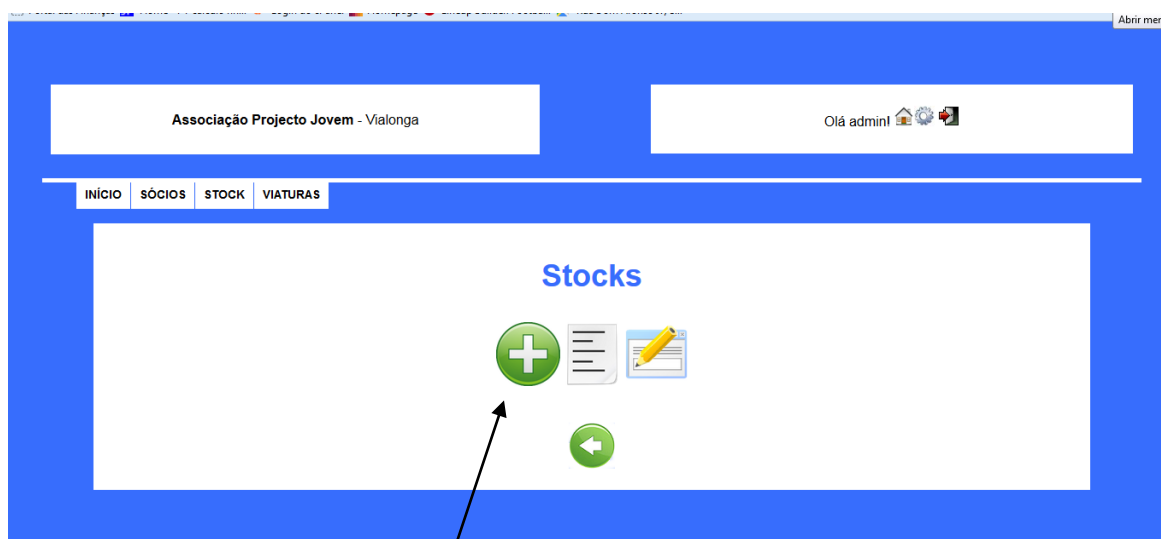 Abrir mer
Associação Projecto Jovem - Vialonga
Olá admin!
INÍCIO SÓCIOS STOCK VIATURAS
Stocks